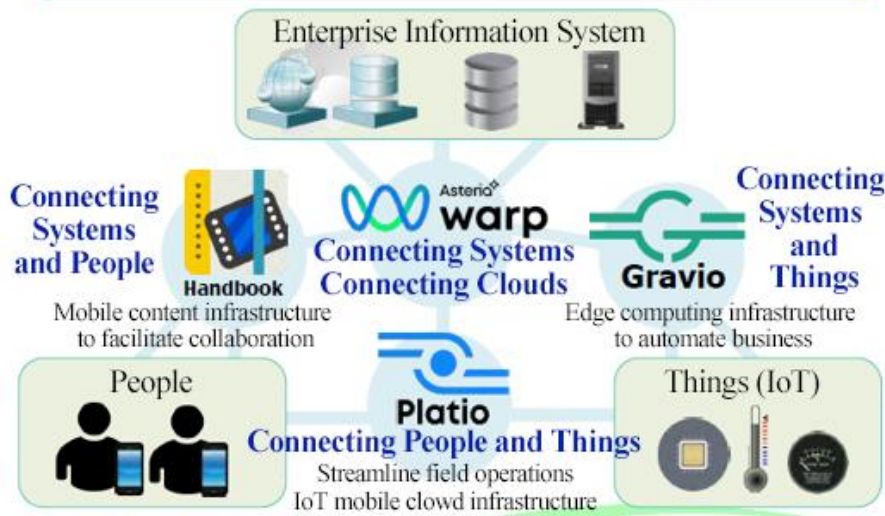 Enterprise Information System
Connecting
Systems
and People
Handbook
Mobile content infrastructure
to facilitate collaboration
Asteria
warp
Connecting Systems
Connecting Clouds
Gravio
Connecting
Systems
and
Things
Edge computing infrastructure
to automate business
People
Platio
Connecting People and Things
Streamline field operations
IoT mobile clowd infrastructure
Things (IoT)